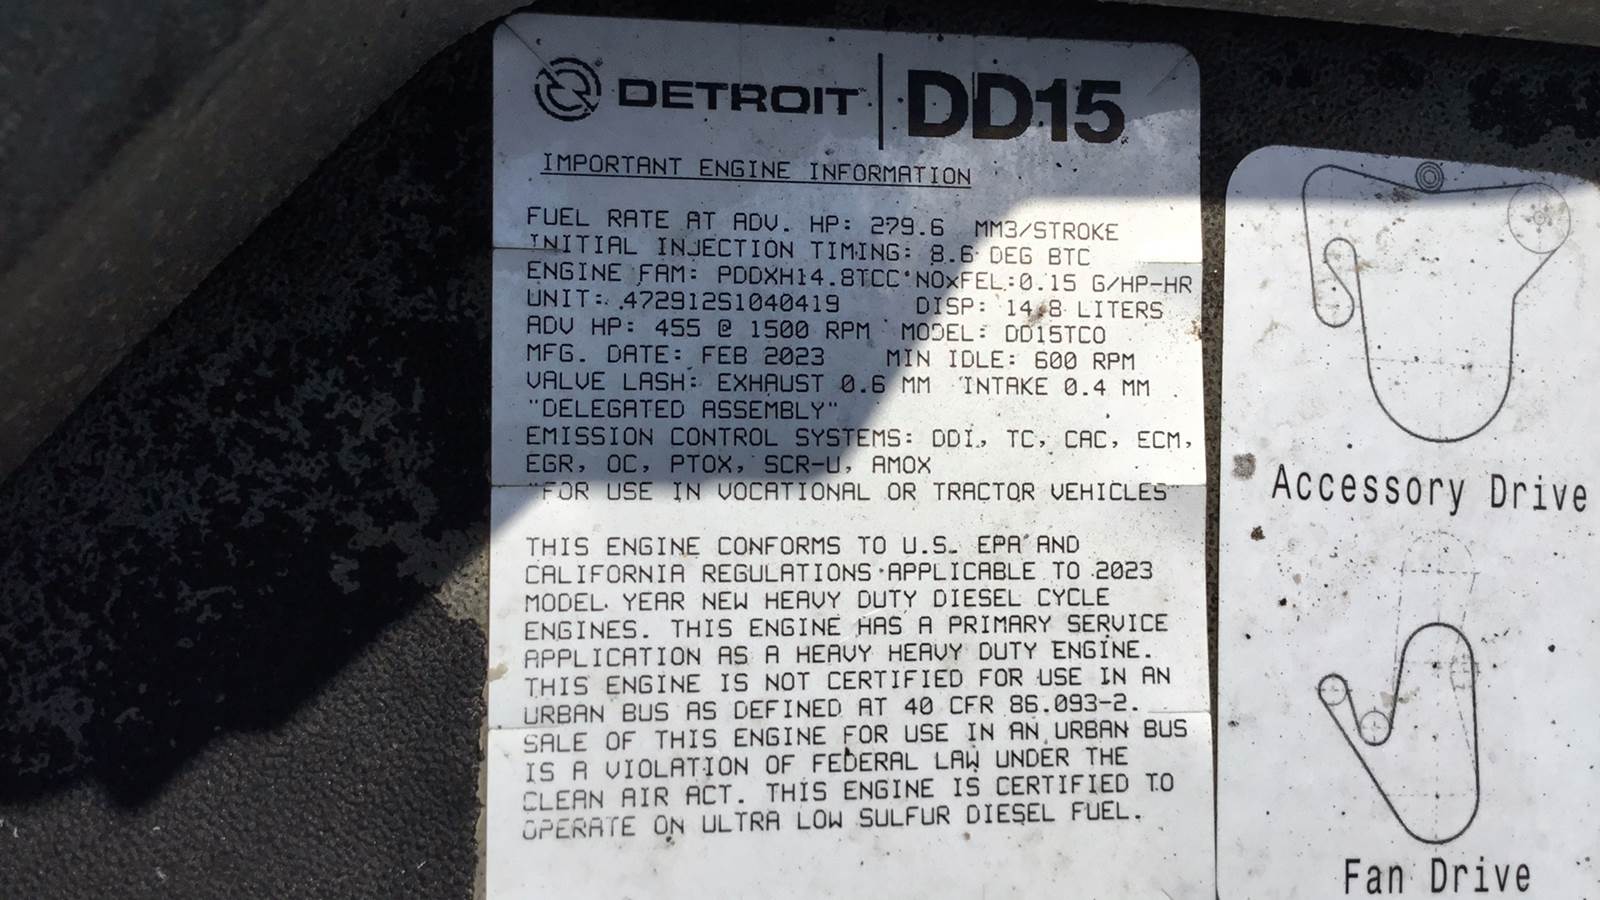 DETROIT DD15
IMPORTANT ENGINE INFORMATION
FUEL RATE AT ADV. HP: 279.6 MM3/STROKE
INITIAL INJECTION TIMING: 8.6 DEG BTC
ENGINE FAM: PDDXH14.8TCC NOxFEL:0.15 G/HP-HR
UNIT: 472912S1040419 DISP: 14.8 LITERS
ADV HP: 455 @ 1500 RPM MODEL: DD15TCO
MFG. DATE: FEB 2023 MIN IDLE: 600 RPM
VALVE LASH: EXHAUST 0.6 MM INTAKE 0.4 MM
"DELEGATED ASSEMBLY"
EMISSION CONTROL SYSTEMS: DDI, TC, CAC, ECM,
EGR, OC, PTOX, SCR-U, AMOX
"FOR USE IN VOCATIONAL OR TRACTOR VEHICLES"
THIS ENGINE CONFORMS TO U.S. EPA AND
CALIFORNIA REGULATIONS APPLICABLE TO 2023
MODEL YEAR NEW HEAVY DUTY DIESEL CYCLE
ENGINES. THIS ENGINE HAS A PRIMARY SERVICE
APPLICATION AS A HEAVY HEAVY DUTY ENGINE.
THIS ENGINE IS NOT CERTIFIED FOR USE IN AN
URBAN BUS AS DEFINED AT 40 CFR 86.093-2.
SALE OF THIS ENGINE FOR USE IN AN URBAN BUS
IS A VIOLATION OF FEDERAL LAW UNDER THE
CLEAN AIR ACT. THIS ENGINE IS CERTIFIED TO
OPERATE ON ULTRA LOW SULFUR DIESEL FUEL.
Accessory Drive
Fan Drive